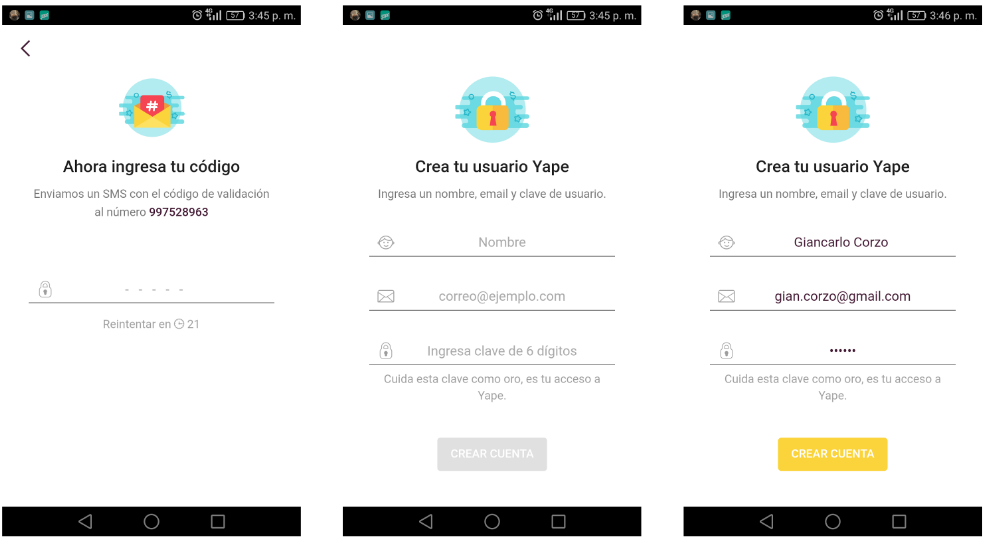 4G 57 3:45 p. m.
#
Ahora ingresa tu código
Enviamos un SMS con el código de validación
al número 997528963
- - - - -
Reintentar en 21
4G 57 3:45 p. m.
Crea tu usuario Yape
Ingresa un nombre, email y clave de usuario.
Nombre
correo@ejemplo.com
Ingresa clave de 6 dígitos
Cuida esta clave como oro, es tu acceso a
Yape.
CREAR CUENTA
4G 57 3:46 p. m.
Crea tu usuario Yape
Ingresa un nombre, email y clave de usuario.
Giancarlo Corzo
gian.corzo@gmail.com
••••••
Cuida esta clave como oro, es tu acceso a
Yape.
CREAR CUENTA